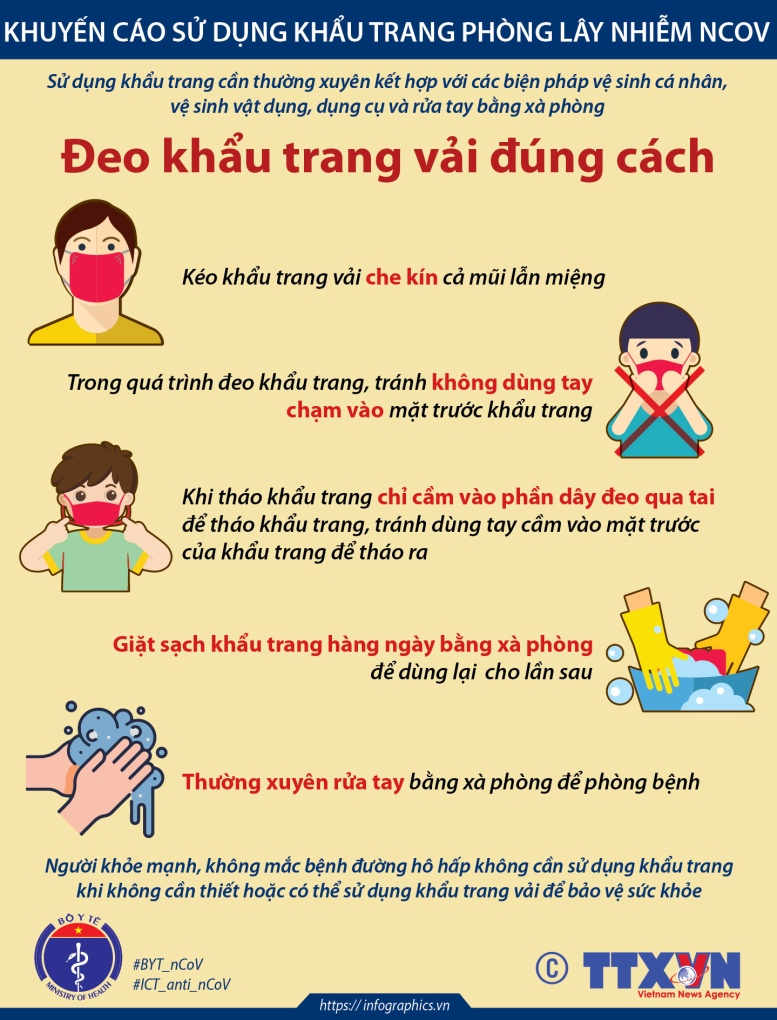 KHUYẾN CÁO SỬ DỤNG KHẨU TRANG PHÒNG LÂY NHIỄM NCOV
Sử dụng khẩu trang cần thường xuyên kết hợp với các biện pháp vệ sinh cá nhân,
vệ sinh vật dụng, dụng cụ và rửa tay bằng xà phòng
Đeo khẩu trang vải đúng cách
Kéo khẩu trang vải che kín cả mũi lẫn miệng
Trong quá trình đeo khẩu trang, tránh không dùng tay
chạm vào mặt trước khẩu trang
Khi tháo khẩu trang chỉ cầm vào phần dây đeo qua tai
để tháo khẩu trang, tránh dùng tay cầm vào mặt trước
của khẩu trang để tháo ra
Giặt sạch khẩu trang hàng ngày bằng xà phòng
để dùng lại cho lần sau
Thường xuyên rửa tay bằng xà phòng để phòng bệnh
Người khỏe mạnh, không mắc bệnh đường hô hấp không cần sử dụng khẩu trang
khi không cần thiết hoặc có thể sử dụng khẩu trang vải để bảo vệ sức khỏe
BỘ Y TẾ
MINISTRY OF HEALTH
#BYT_nCoV
#ICT_anti_nCoV
© TTXVN
Vietnam News Agency
https://infographics.vn